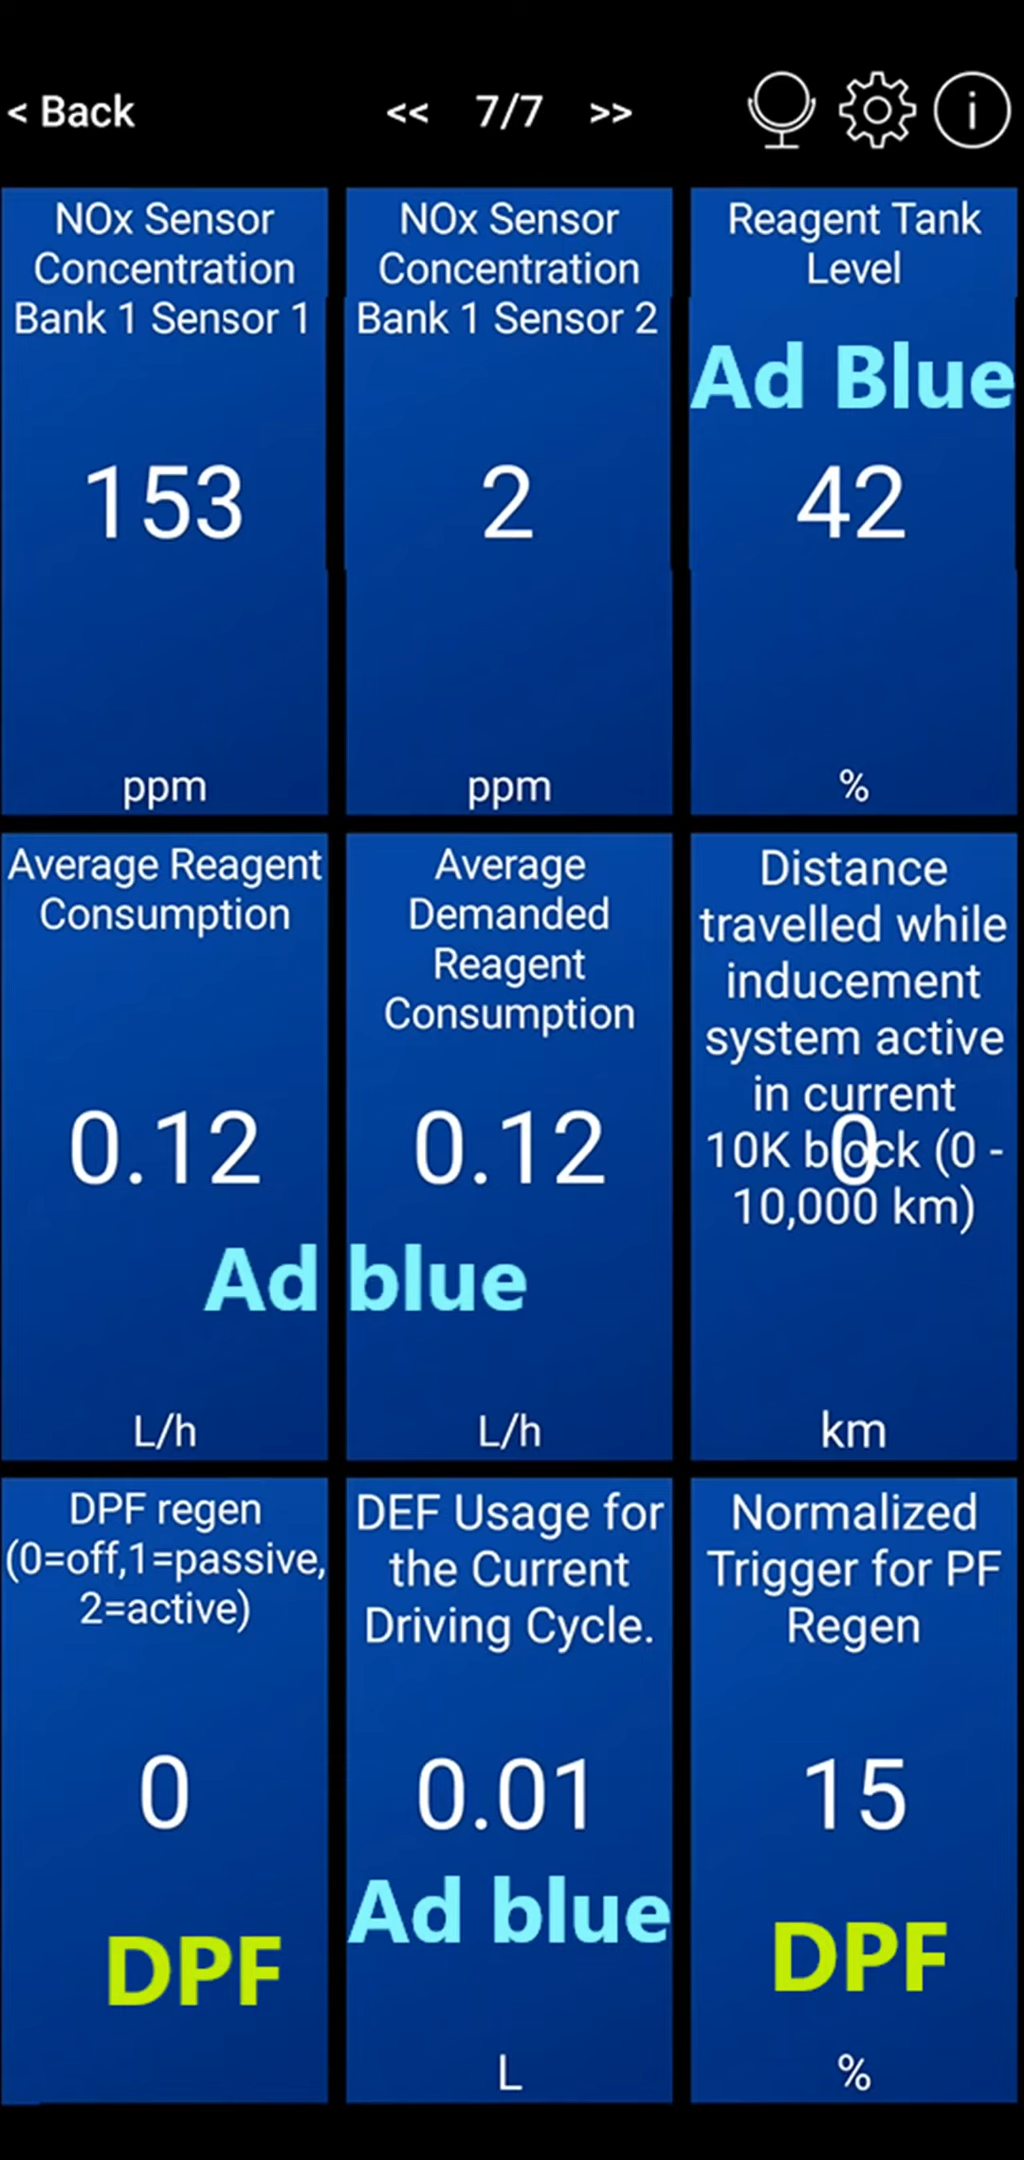 < Back << 7/7 >> i
NOx Sensor
Concentration
Bank 1 Sensor 1
153
ppm
NOx Sensor
Concentration
Bank 1 Sensor 2
2
ppm
Reagent Tank
Level
Ad Blue
42
%
Average Reagent
Consumption
0.12
L/h
Average
Demanded
Reagent
Consumption
0.12
Ad blue
L/h
Distance
travelled while
inducement
system active
in current
10K block (0 -
0
10,000 km)
km
DPF regen
(0=off,1=passive,
2=active)
0
DPF
DEF Usage for
the Current
Driving Cycle.
0.01
Ad blue
L
Normalized
Trigger for PF
Regen
15
DPF
%